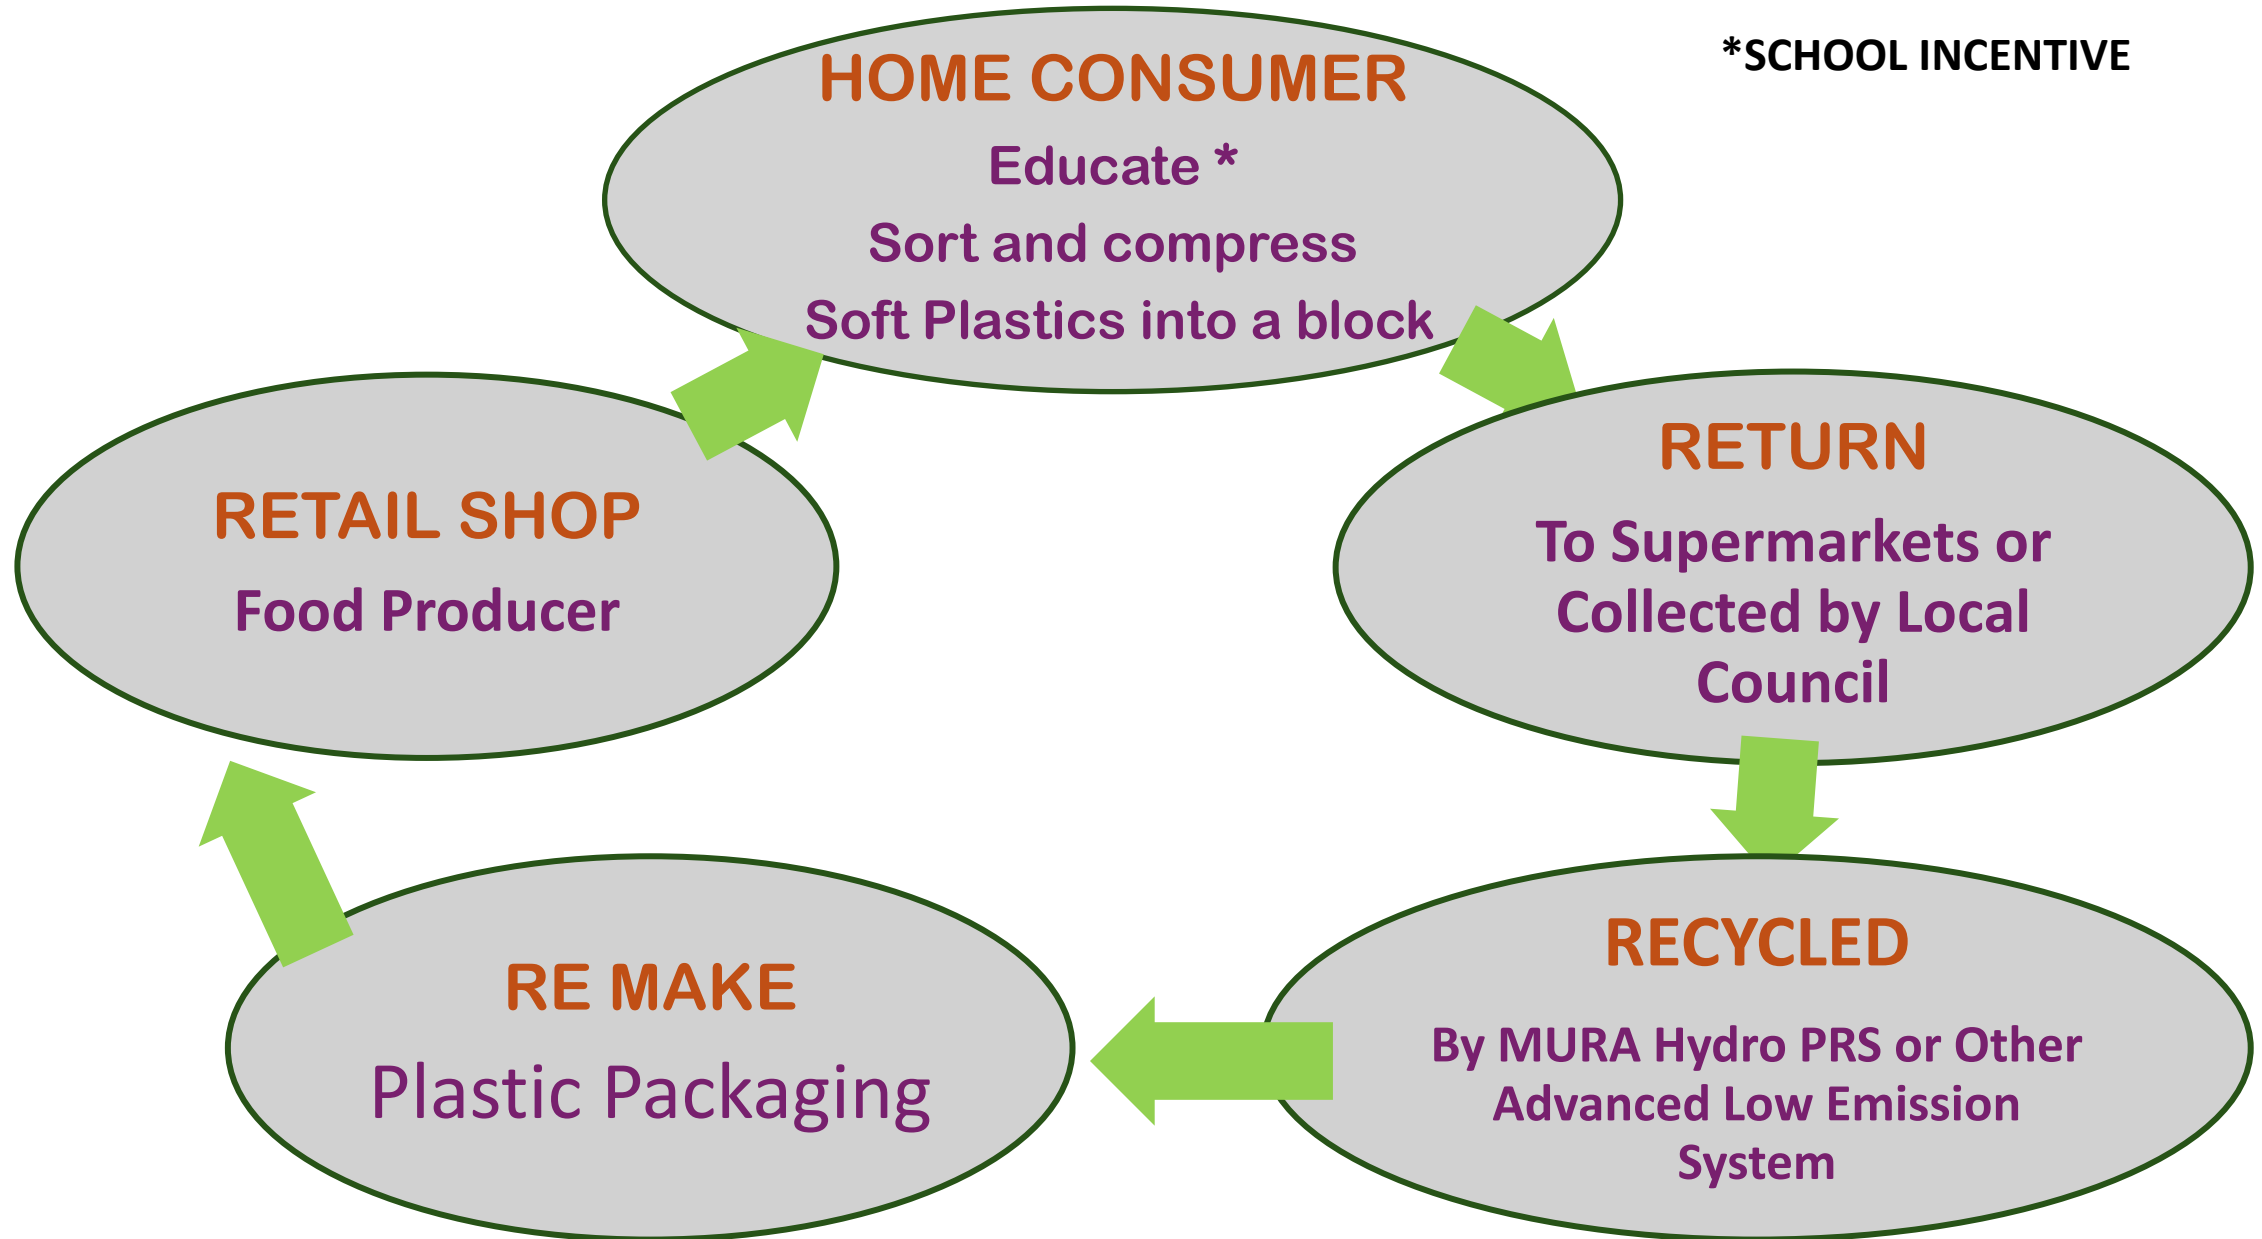 *SCHOOL INCENTIVE
HOME CONSUMER
Educate *
Sort and compress
Soft Plastics into a block
RETURN
To Supermarkets or
Collected by Local
Council
RECYCLED
By MURA Hydro PRS or Other
Advanced Low Emission
System
RE MAKE
Plastic Packaging
RETAIL SHOP
Food Producer